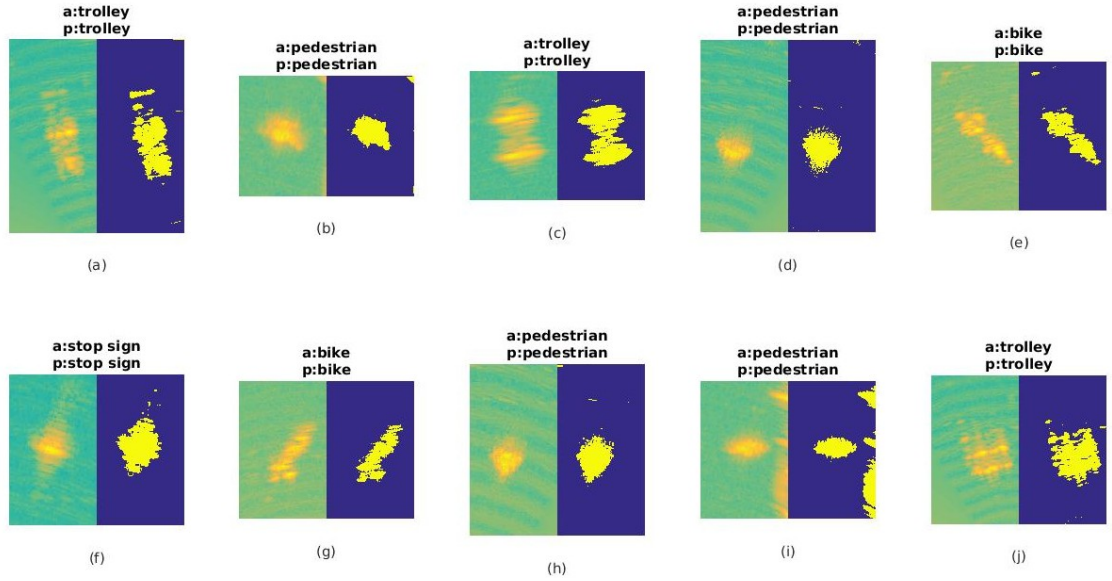 a:trolley
p:trolley
(a)
a:pedestrian
p:pedestrian
(b)
a:trolley
p:trolley
(c)
a:pedestrian
p:pedestrian
(d)
a:bike
p:bike
(e)
a:stop sign
p:stop sign
(f)
a:bike
p:bike
(g)
a:pedestrian
p:pedestrian
(h)
a:pedestrian
p:pedestrian
(i)
a:trolley
p:trolley
(j)